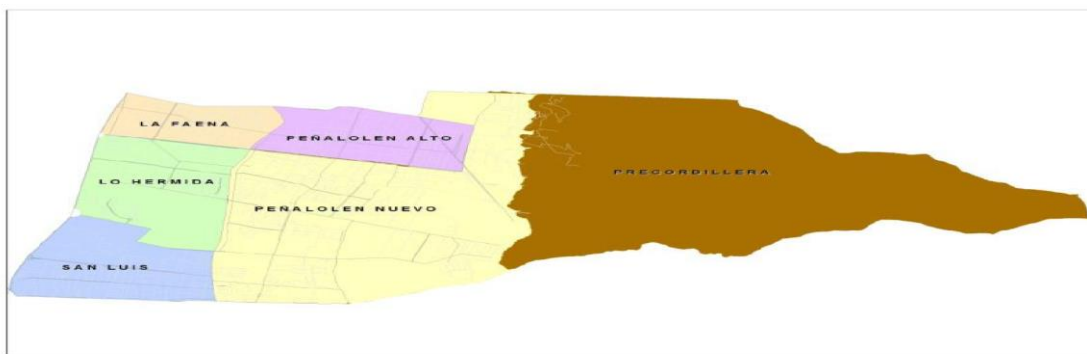 LA FAENA
PEÑALOLEN ALTO
LO HERMIDA
PEÑALOLEN NUEVO
PRECORDILLERA
SAN LUIS